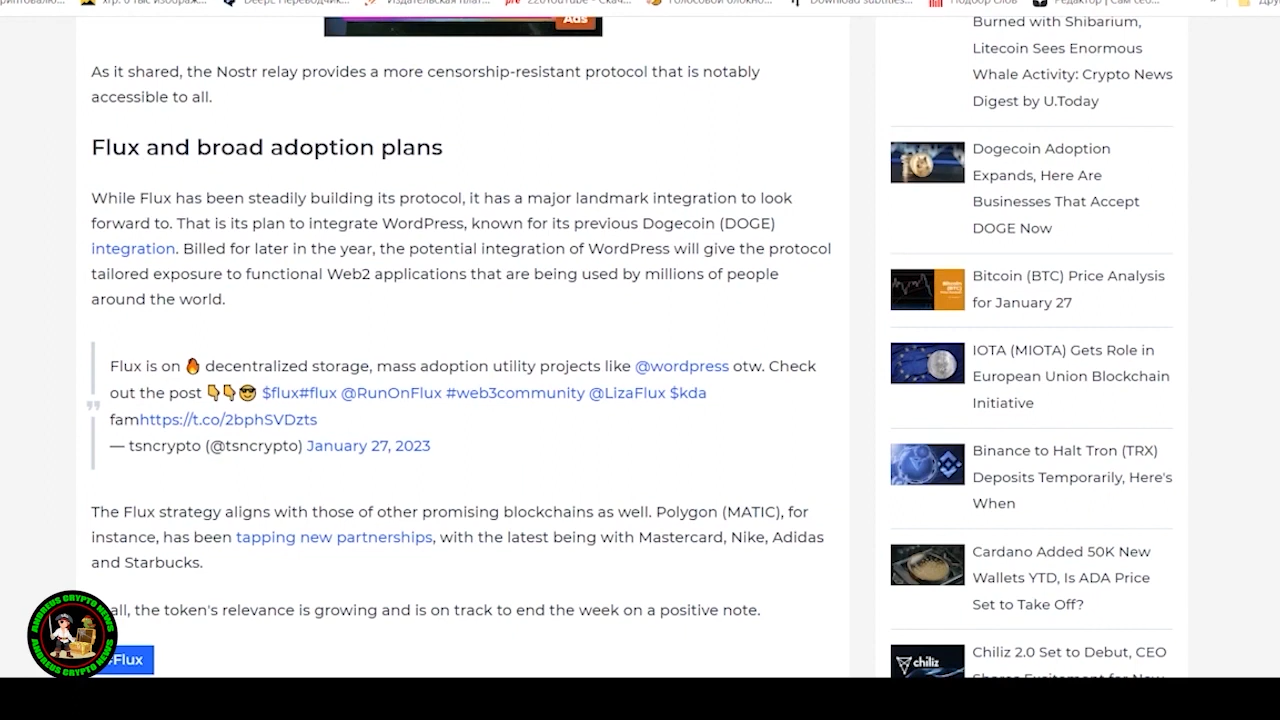 Ads
As it shared, the Nostr relay provides a more censorship-resistant protocol that is notably
accessible to all.
Flux and broad adoption plans
While Flux has been steadily building its protocol, it has a major landmark integration to look
forward to. That is its plan to integrate WordPress, known for its previous Dogecoin (DOGE)
integration. Billed for later in the year, the potential integration of WordPress will give the protocol
tailored exposure to functional Web2 applications that are being used by millions of people
around the world.
Flux is on 🔥 decentralized storage, mass adoption utility projects like @wordpress otw. Check
out the post 👇👇😎 $flux#flux @RunOnFlux #web3community @LizaFlux $kda
famhttps://t.co/2bphSVDzts
— tsncrypto (@tsncrypto) January 27, 2023
The Flux strategy aligns with those of other promising blockchains as well. Polygon (MATIC), for
instance, has been tapping new partnerships, with the latest being with Mastercard, Nike, Adidas
and Starbucks.
all, the token's relevance is growing and is on track to end the week on a positive note.
#Flux
ANDREUS CRYPTO NEWS
ANDREUS CRYPTO NEWS
Burned with Shibarium,
Litecoin Sees Enormous
Whale Activity: Crypto News
Digest by U.Today
Dogecoin Adoption
Expands, Here Are
Businesses That Accept
DOGE Now
Bitcoin (BTC) Price Analysis
for January 27
IOTA (MIOTA) Gets Role in
European Union Blockchain
Initiative
Binance to Halt Tron (TRX)
Deposits Temporarily, Here's
When
Cardano Added 50K New
Wallets YTD, Is ADA Price
Set to Take Off?
chiliz
Chiliz 2.0 Set to Debut, CEO
Shares Excitement for New